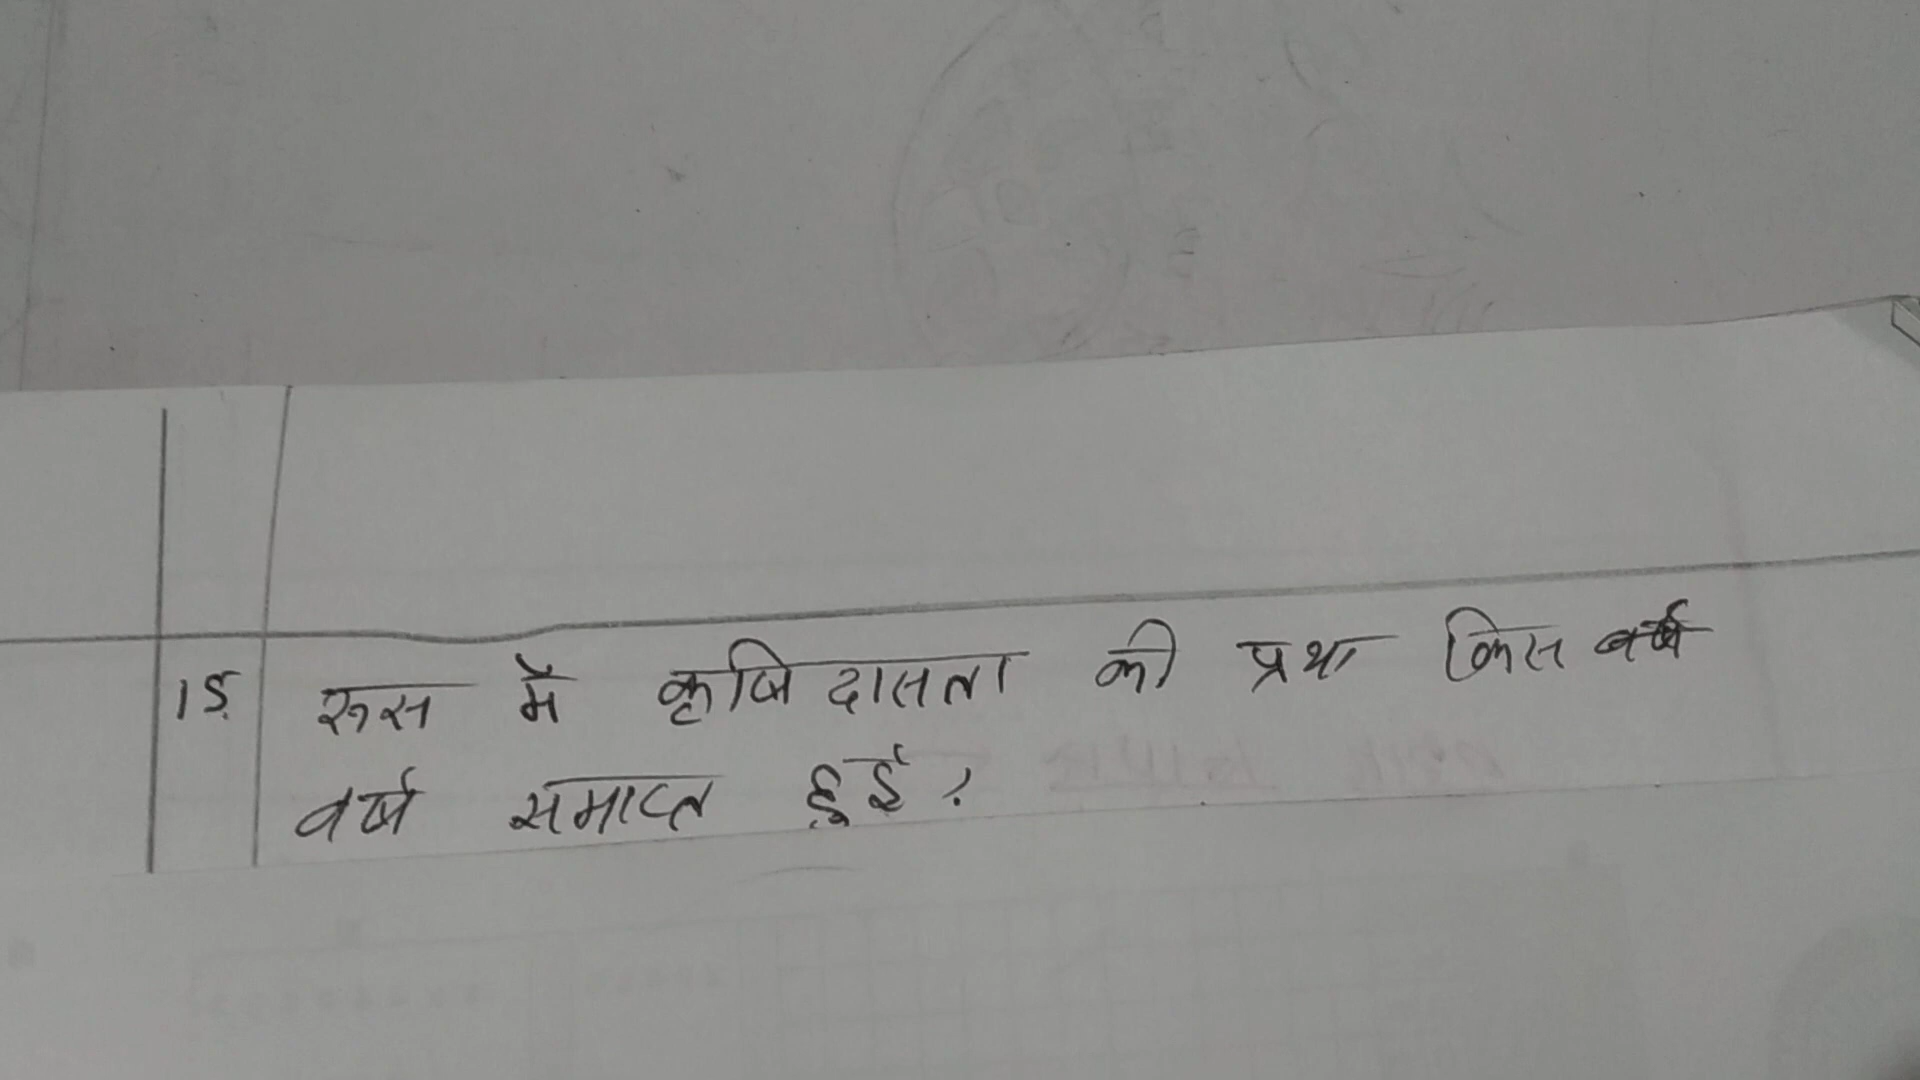 15. रूस में कृषि दासता की प्रथा किस वर्ष
वर्ष समाप्त हुई?